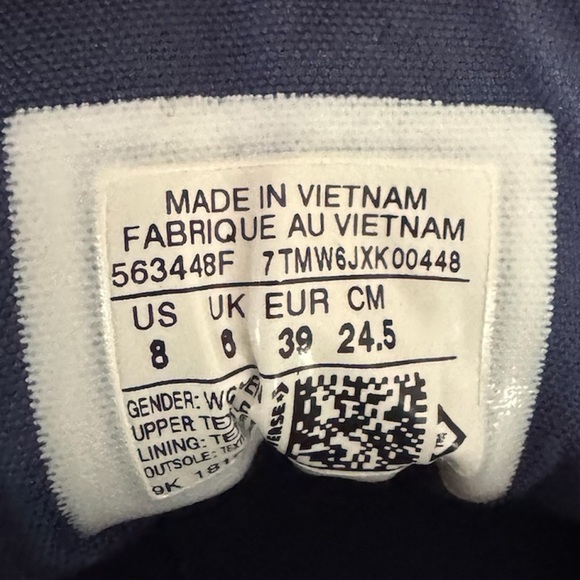 MADE IN VIETNAM
FABRIQUE AU VIETNAM
563448F 7TMW6JXK00448
US UK EUR CM
8 6 39 24.5
GENDER:
UPPER
LINING:
OUTSOLE:
9K